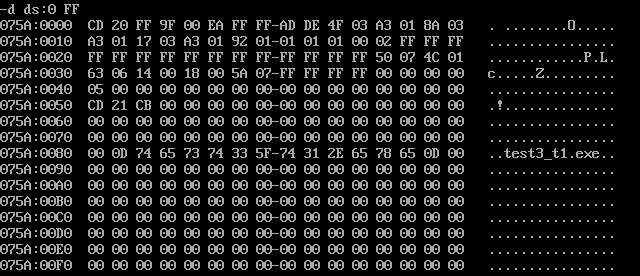 -d ds:0 FF
075A:0000  CD 20 FF 9F 00 EA FF FF-AD DE 4F 03 A3 01 8A 03   . ........O.....
075A:0010  A3 01 17 03 A3 01 92 01-01 01 01 00 02 FF FF FF   ................
075A:0020  FF FF FF FF FF FF FF FF-FF FF FF FF 50 07 4C 01   ............P.L.
075A:0030  63 06 14 00 18 00 5A 07-FF FF FF FF 00 00 00 00   c.....Z.........
075A:0040  05 00 00 00 00 00 00 00-00 00 00 00 00 00 00 00   ................
075A:0050  CD 21 CB 00 00 00 00 00-00 00 00 00 00 00 00 00   .!..............
075A:0060  00 00 00 00 00 00 00 00-00 00 00 00 00 00 00 00   ................
075A:0070  00 00 00 00 00 00 00 00-00 00 00 00 00 00 00 00   ................
075A:0080  00 0D 74 65 73 74 33 5F-74 31 2E 65 78 65 0D 00   ..test3_t1.exe..
075A:0090  00 00 00 00 00 00 00 00-00 00 00 00 00 00 00 00   ................
075A:00A0  00 00 00 00 00 00 00 00-00 00 00 00 00 00 00 00   ................
075A:00B0  00 00 00 00 00 00 00 00-00 00 00 00 00 00 00 00   ................
075A:00C0  00 00 00 00 00 00 00 00-00 00 00 00 00 00 00 00   ................
075A:00D0  00 00 00 00 00 00 00 00-00 00 00 00 00 00 00 00   ................
075A:00E0  00 00 00 00 00 00 00 00-00 00 00 00 00 00 00 00   ................
075A:00F0  00 00 00 00 00 00 00 00-00 00 00 00 00 00 00 00   ................